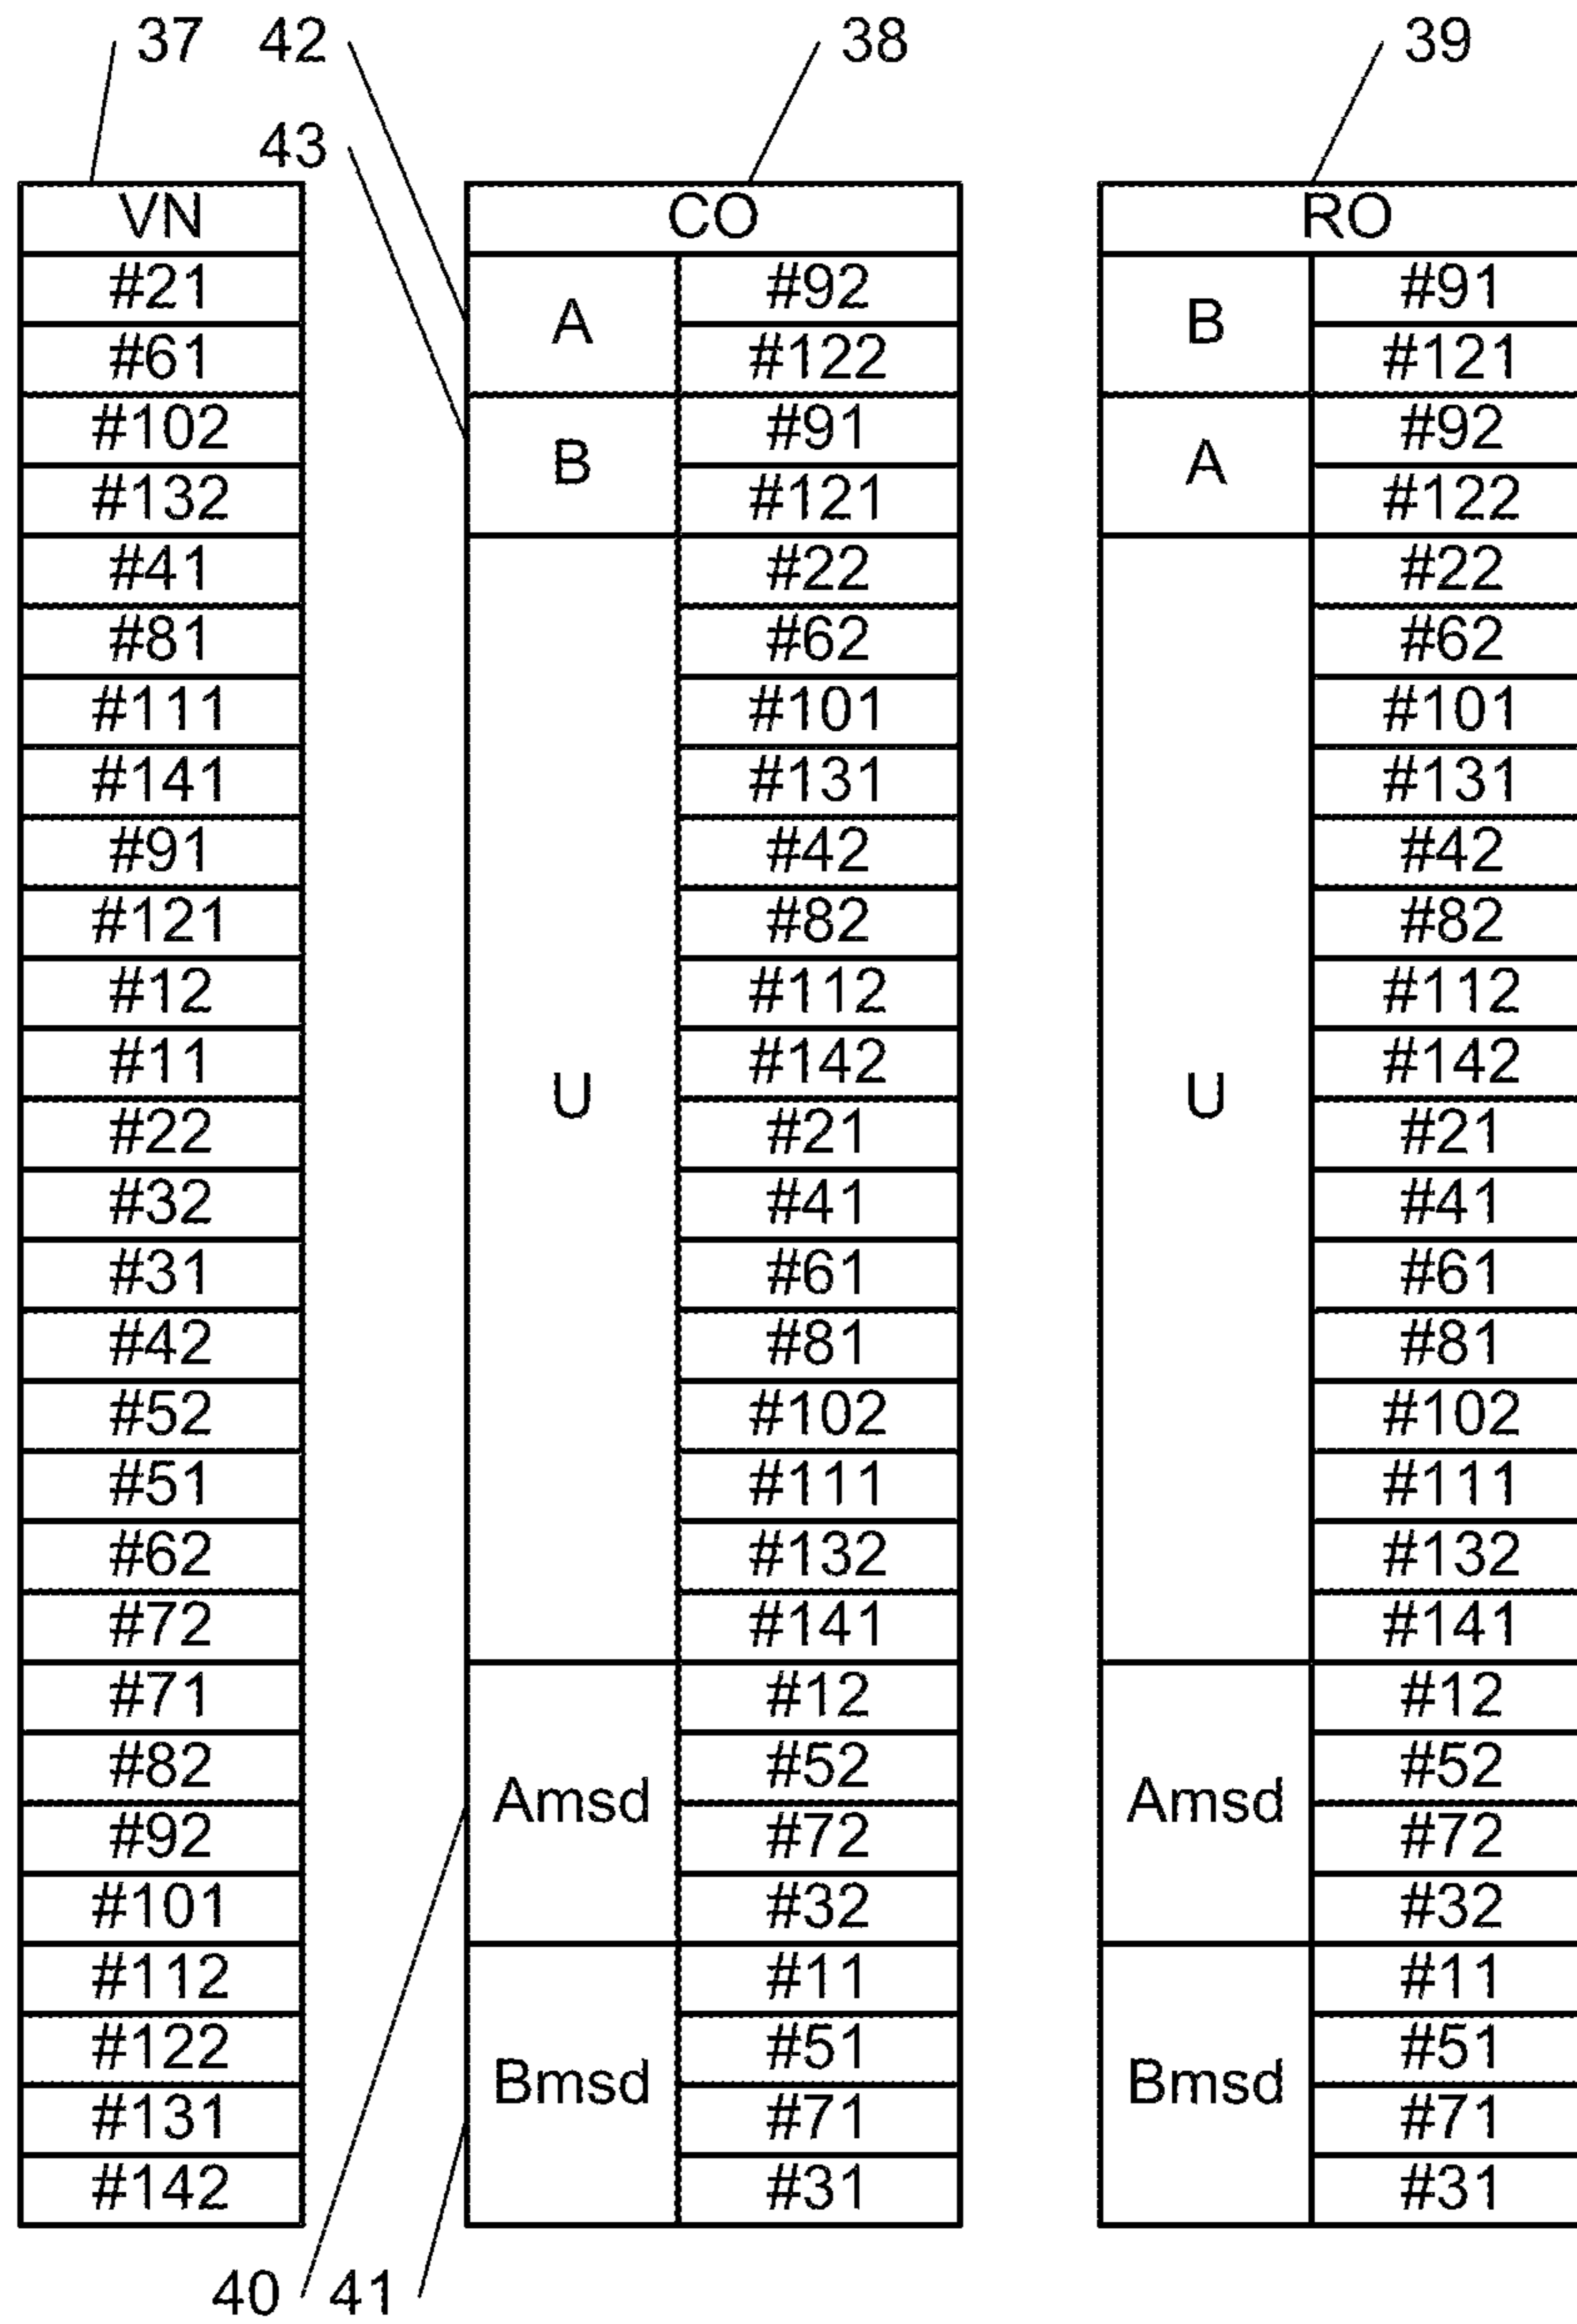 37 42 38 39
43
VN CO RO
#21 A #92 B #91
#61 #122 #121
#102 B #91 A #92
#132 #121 #122
#41 U #22 U #22
#81 #62 #62
#111 #101 #101
#141 #131 #131
#91 #42 #42
#121 #82 #82
#12 #112 #112
#11 #142 #142
#22 #21 #21
#32 #41 #41
#31 #61 #61
#42 #81 #81
#52 #102 #102
#51 #111 #111
#62 #132 #132
#72 #141 #141
#71 Amsd #12 Amsd #12
#82 #52 #52
#92 #72 #72
#101 #32 #32
#112 Bmsd #11 Bmsd #11
#122 #51 #51
#131 #71 #71
#142 #31 #31
40 41